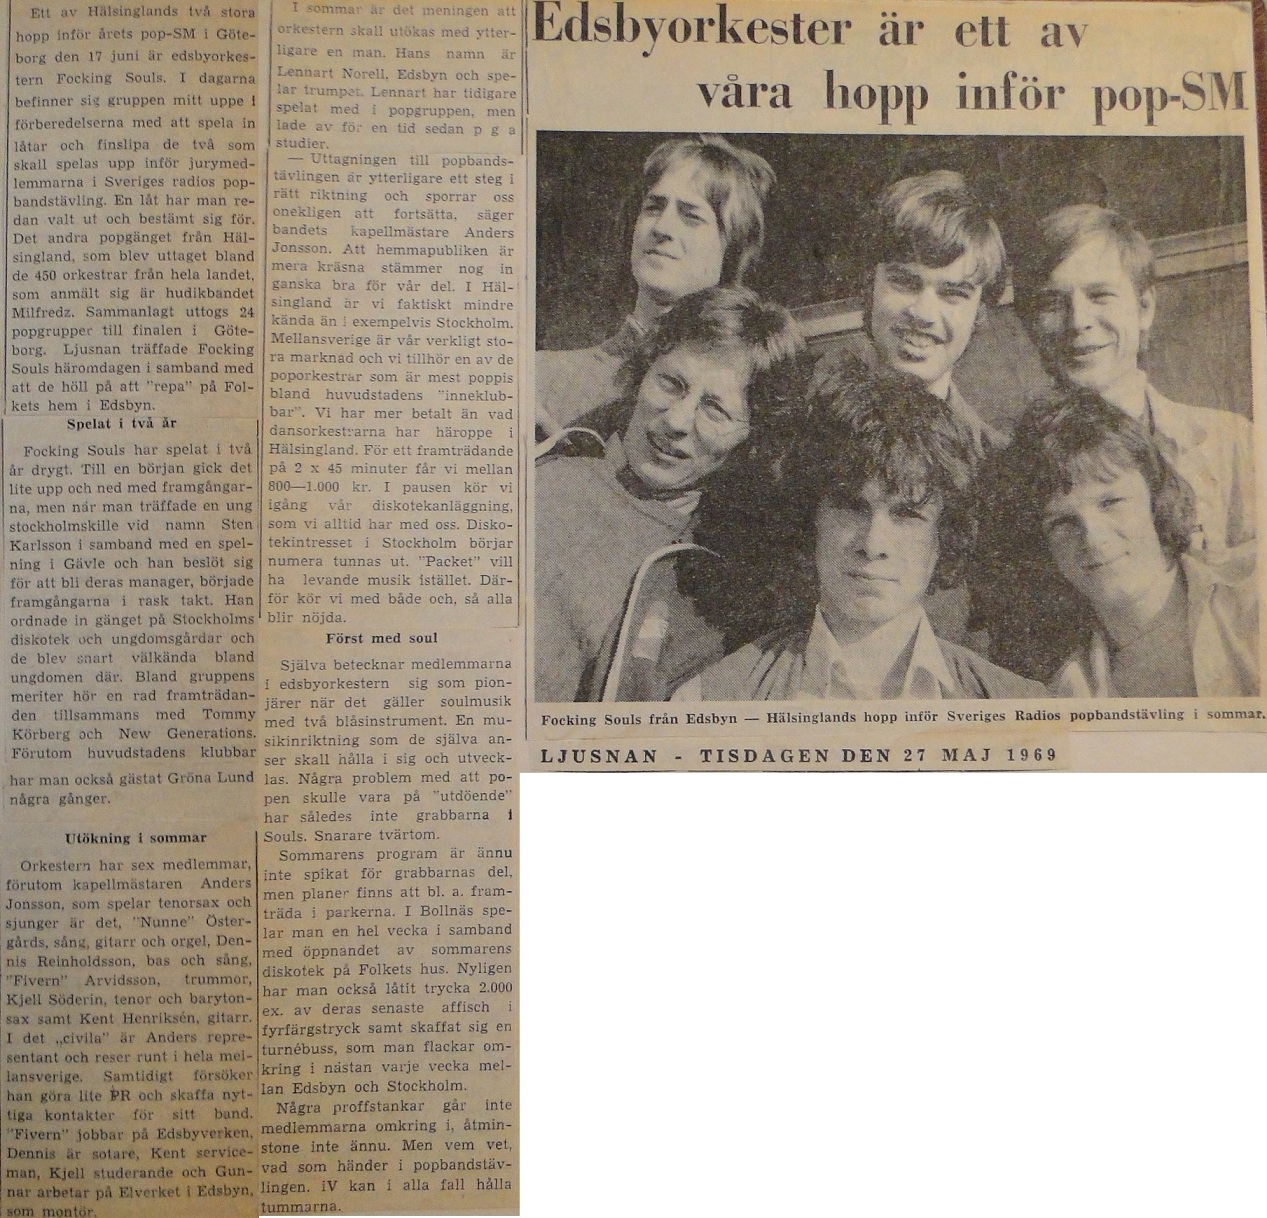 Edsbyorkester är ett av
våra hopp inför pop-SM
Ett av Hälsinglands två stora
hopp inför årets pop-SM i Göte-
borg den 17 juni är edsbyorkes-
tern Focking Souls. I dagarna
befinner sig gruppen mitt uppe i
förberedelserna med att spela in
låtar och finslipa de två som
skall spelas upp inför jurymed-
lemmarna i Sveriges radios pop-
bandstävling. En låt har man re-
dan valt ut och bestämt sig för.
Det andra popgänget från Häl-
singland, som blev uttaget bland
de 450 orkestrar från hela landet,
som anmält sig är hudikbandet
Milfredz. Sammanlagt uttogs 24
popgrupper till finalen i Göte-
borg. Ljusnan träffade Focking
Souls häromdagen i samband med
att de höll på att "repa" på Fol-
kets hem i Edsbyn.
Spelat i två år
Focking Souls har spelat i två
år drygt. Till en början gick det
lite upp och ned med framgångar-
na, men när man träffade en ung
stockholmskille vid namn Sten
Karlsson i samband med en spel-
ning i Gävle och han beslöt sig
för att bli deras manager, började
framgångarna i rask takt. Han
ordnade in gänget på Stockholms
diskotek och ungdomsgårdar och
de blev snart välkända bland
ungdomen där. Bland gruppens
meriter hör en rad framträdan-
den tillsammans med Tommy
Körberg och New Generations.
Förutom huvudstadens klubbar
har man också gästat Gröna Lund
några gånger.
Utökning i sommar
Orkestern har sex medlemmar,
förutom kapellmästaren Anders
Jonsson, som spelar tenorsax och
sjunger är det, "Nunne" Öster-
gårds, sång, gitarr och orgel, Den-
nis Reinholdsson, bas och sång,
"Fivern" Arvidsson, trummor,
Kjell Söderin, tenor och baryton-
sax samt Kent Henriksén, gitarr.
I det „civila" är Anders repre-
sentant och reser runt i hela mel-
lansverige. Samtidigt försöker
han göra lite PR och skaffa nyt-
tiga kontakter för sitt band.
"Fivern" jobbar på Edsbyverken,
Dennis är sotare, Kent service-
man, Kjell studerande och Gun-
nar arbetar på Elverket i Edsbyn,
som montör.
I sommar är det meningen att
orkestern skall utökas med ytter-
ligare en man. Hans namn är
Lennart Norell, Edsbyn och spe-
lar trumpet. Lennart har tidigare
spelat med i popgruppen, men
lade av för en tid sedan p g a
studier.
— Uttagningen till popbands-
tävlingen är ytterligare ett steg i
rätt riktning och sporrar oss
onekligen att fortsätta, säger
bandets kapellmästare Anders
Jonsson. Att hemmapubliken är
mera kräsna stämmer nog in
ganska bra för vår del. I Häl-
singland är vi faktiskt mindre
kända än i exempelvis Stockholm.
Mellansverige är vår verkligt sto-
ra marknad och vi tillhör en av de
poporkestrar som är mest poppis
bland huvudstadens "inneklub-
bar". Vi har mer betalt än vad
dansorkestrarna har häroppe i
Hälsingland. För ett framträdande
på 2 x 45 minuter får vi mellan
800—1.000 kr. I pausen kör vi
igång vår diskotekanläggning,
som vi alltid har med oss. Disko-
tekintresset i Stockholm börjar
numera tunnas ut. "Packet" vill
ha levande musik istället. Där-
för kör vi med både och, så alla
blir nöjda.
Först med soul
Själva betecknar medlemmarna
i edsbyorkestern sig som pion-
järer när det gäller soulmusik
med två blåsinstrument. En mu-
sikinriktning som de själva an-
ser skall hålla i sig och utveck-
las. Några problem med att po-
pen skulle vara på "utdöende"
har således inte grabbarna i
Souls. Snarare tvärtom.
Sommarens program är ännu
inte spikat för grabbarnas del,
men planer finns att bl. a. fram-
träda i parkerna. I Bollnäs spe-
lar man en hel vecka i samband
med öppnandet av sommarens
diskotek på Folkets hus. Nyligen
har man också låtit trycka 2.000
ex. av deras senaste affisch i
fyrfärgstryck samt skaffat sig en
turnébuss, som man flackar om-
kring i nästan varje vecka mel-
lan Edsbyn och Stockholm.
Några proffstankar går inte
medlemmarna omkring i, åtmin-
stone inte ännu. Men vem vet,
vad som händer i popbandstäv-
lingen. iV kan i alla fall hålla
tummarna.
Focking Souls från Edsbyn — Hälsinglands hopp inför Sveriges Radios popbandstävling i sommar.
LJUSNAN - TISDAGEN DEN 27 MAJ 1969